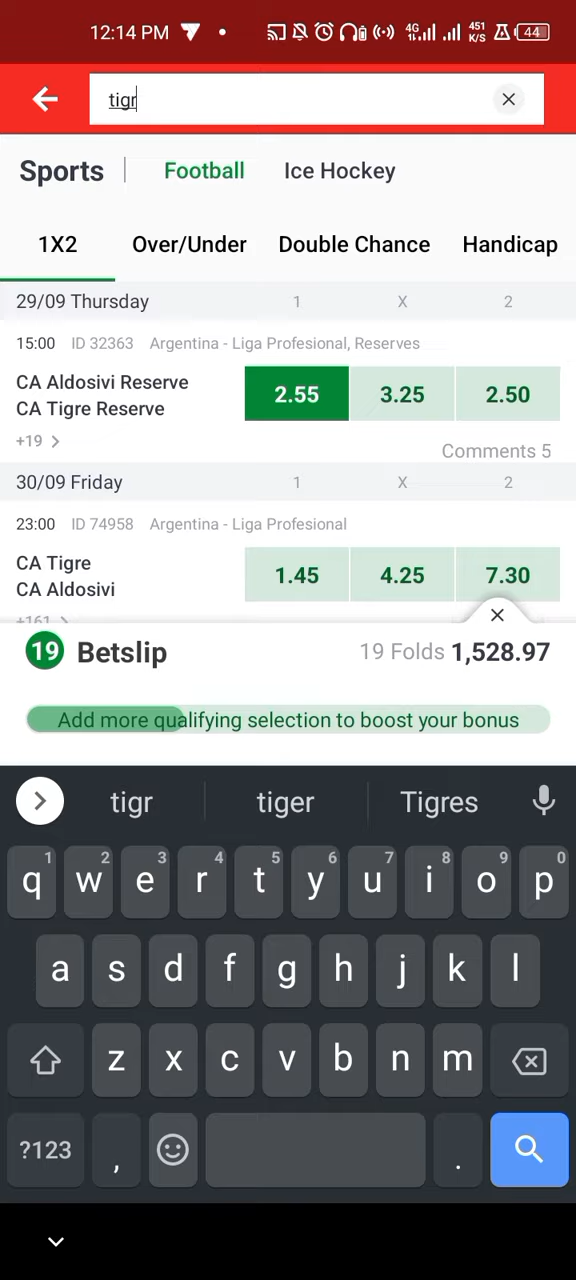 12:14 PM 4G 451 K/S 44
tigr
Sports Football Ice Hockey
1X2 Over/Under Double Chance Handicap
29/09 Thursday 1 X 2
15:00 ID 32363 Argentina - Liga Profesional, Reserves
CA Aldosivi Reserve
CA Tigre Reserve
2.55 3.25 2.50
+19
Comments 5
30/09 Friday 1 X 2
23:00 ID 74958 Argentina - Liga Profesional
CA Tigre
CA Aldosivi
1.45 4.25 7.30
+161
19 Betslip 19 Folds 1,528.97
Add more qualifying selection to boost your bonus
tigr tiger Tigres
1 2 3 4 5 6 7 8 9 0
q w e r t y u i o p
a s d f g h j k l
z x c v b n m
?123 , .